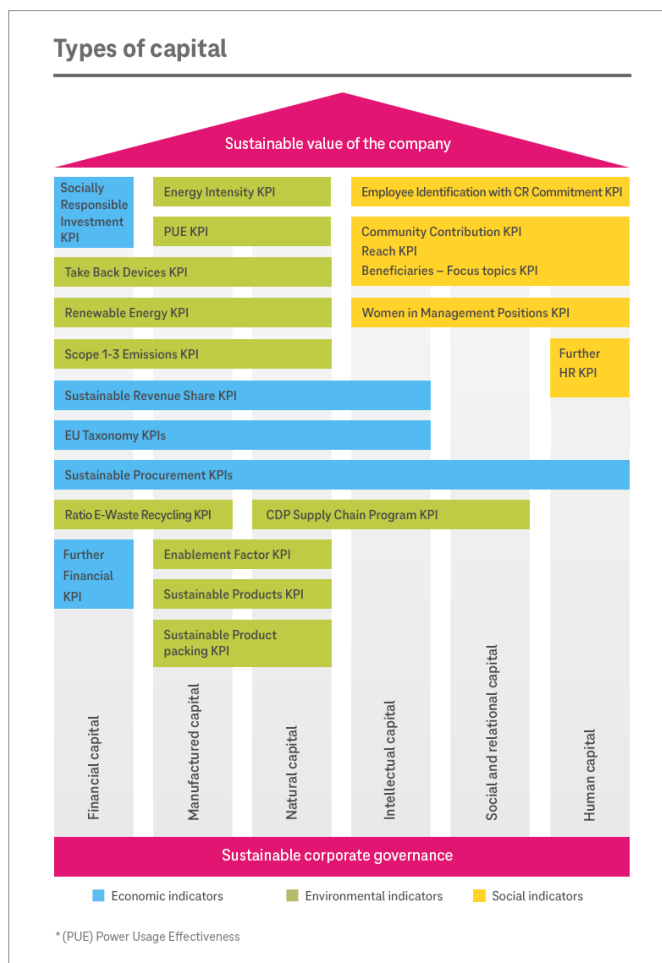 Types of capital
Sustainable value of the company
Socially
Responsible
Investment
KPI
Energy Intensity KPI
Employee Identification with CR Commitment KPI
PUE KPI
Community Contribution KPI
Reach KPI
Beneficiaries – Focus topics KPI
Take Back Devices KPI
Renewable Energy KPI
Women in Management Positions KPI
Scope 1-3 Emissions KPI
Further
HR KPI
Sustainable Revenue Share KPI
EU Taxonomy KPIs
Sustainable Procurement KPIs
Ratio E-Waste Recycling KPI
CDP Supply Chain Program KPI
Further
Financial
KPI
Enablement Factor KPI
Sustainable Products KPI
Sustainable Product
packing KPI
Financial capital
Manufactured capital
Natural capital
Intellectual capital
Social and relational capital
Human capital
Sustainable corporate governance
Economic indicators
Environmental indicators
Social indicators
* (PUE) Power Usage Effectiveness